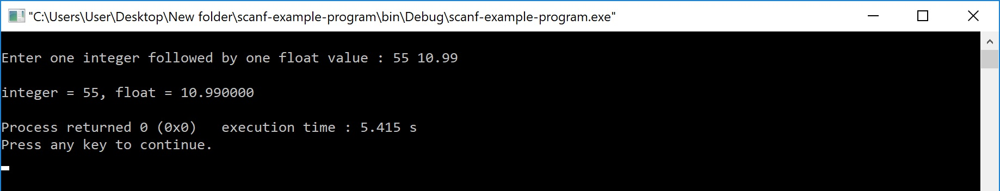 "C:\Users\User\Desktop\New folder\scanf-example-program\bin\Debug\scanf-example-program.exe"
Enter one integer followed by one float value : 55 10.99
integer = 55, float = 10.990000
Process returned 0 (0x0)   execution time : 5.415 s
Press any key to continue.